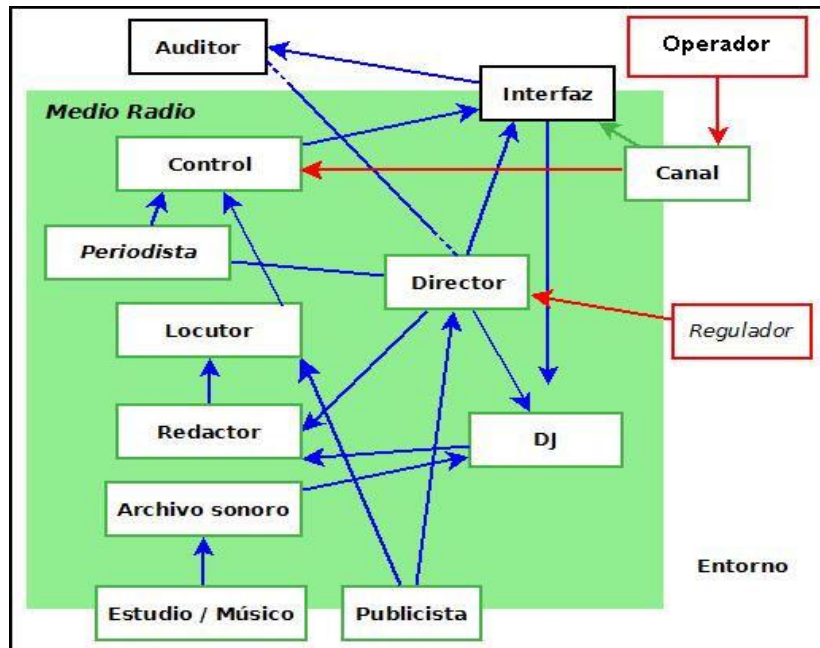 Auditor
Operador
Interfaz
Medio Radio
Control
Canal
Periodista
Director
Locutor
Regulador
Redactor
DJ
Archivo sonoro
Entorno
Estudio / Músico
Publicista